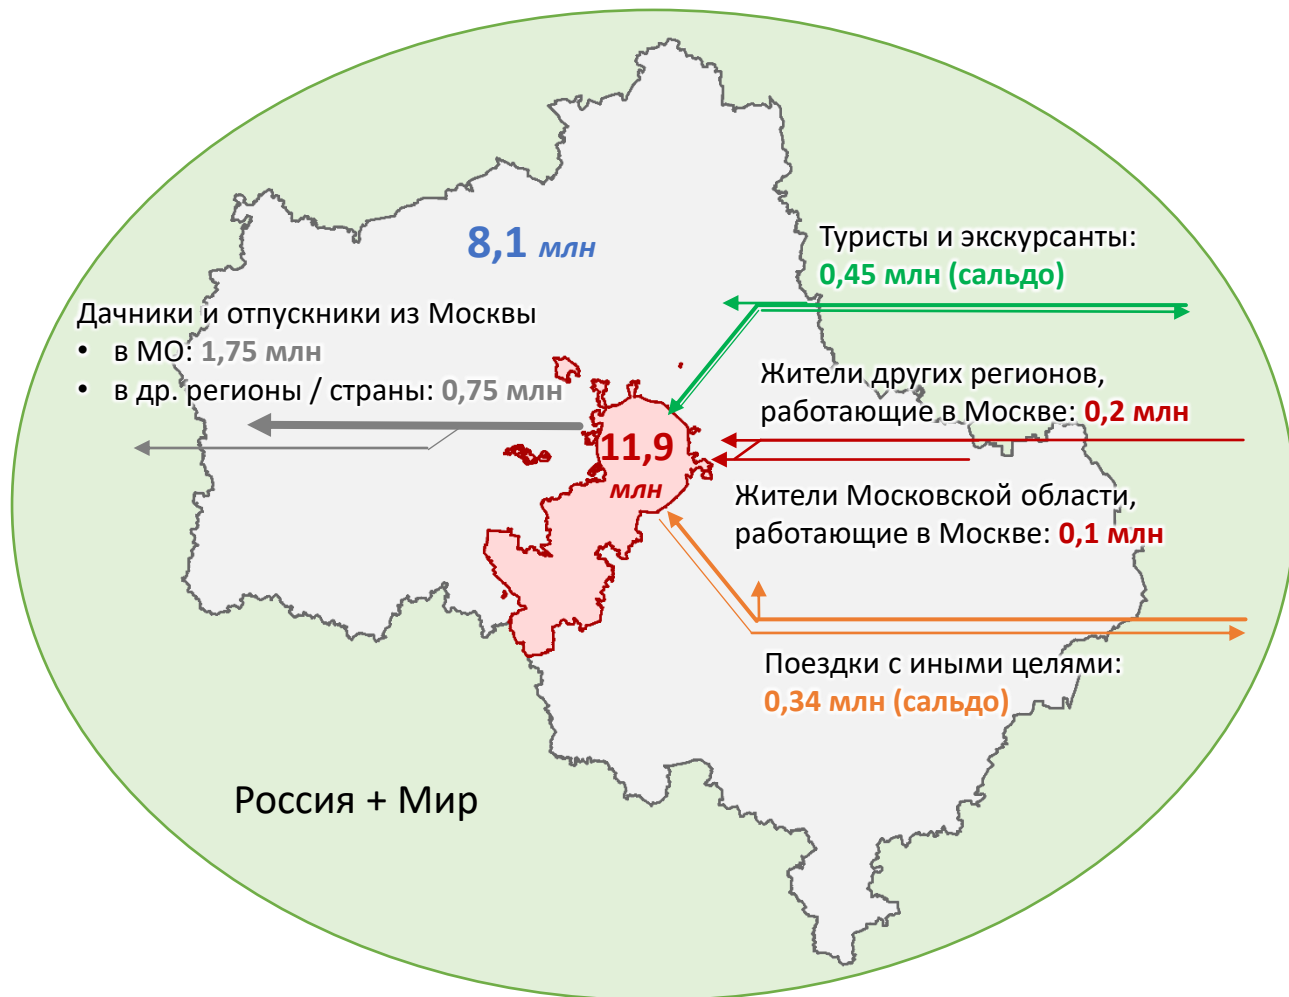 8,1 млн
Туристы и экскурсанты:
0,45 млн (сальдо)
Дачники и отпускники из Москвы
• в МО: 1,75 млн
• в др. регионы / страны: 0,75 млн
Жители других регионов,
работающие в Москве: 0,2 млн
11,9
млн
Жители Московской области,
работающие в Москве: 0,1 млн
Поездки с иными целями:
0,34 млн (сальдо)
Россия + Мир